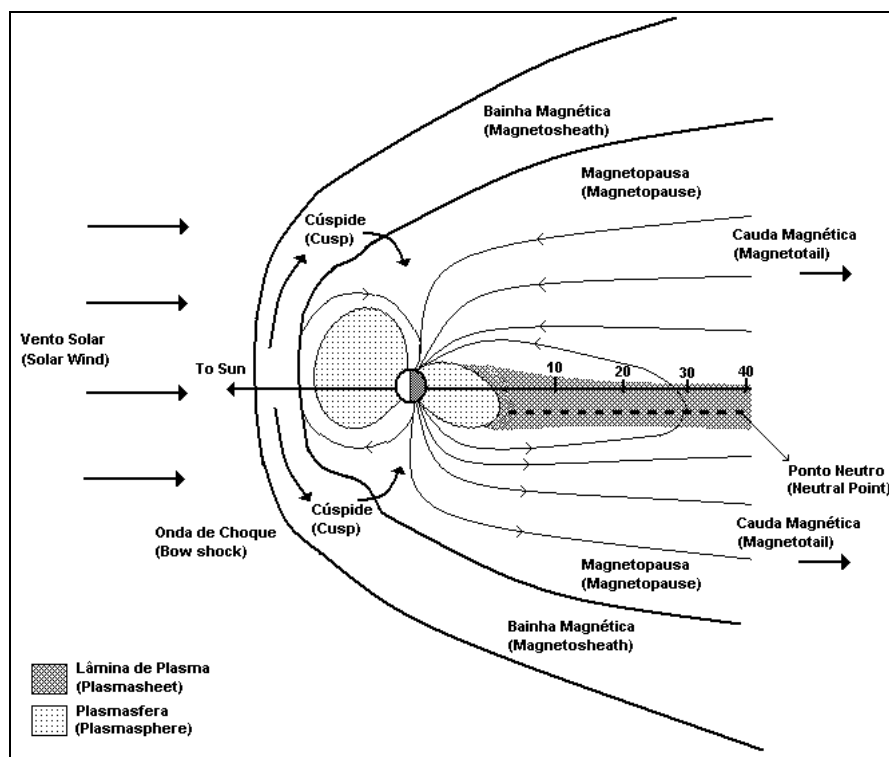 Bainha Magnética
(Magnetosheath)
Magnetopausa
(Magnetopause)
Cúspide
(Cusp)
Cauda Magnética
(Magnetotail)
Vento Solar
(Solar Wind)
To Sun
10 20 30 40
Ponto Neutro
(Neutral Point)
Cúspide
(Cusp)
Onda de Choque
(Bow shock)
Cauda Magnética
(Magnetotail)
Magnetopausa
(Magnetopause)
Bainha Magnética
(Magnetosheath)
Lâmina de Plasma
(Plasmasheet)
Plasmasfera
(Plasmasphere)